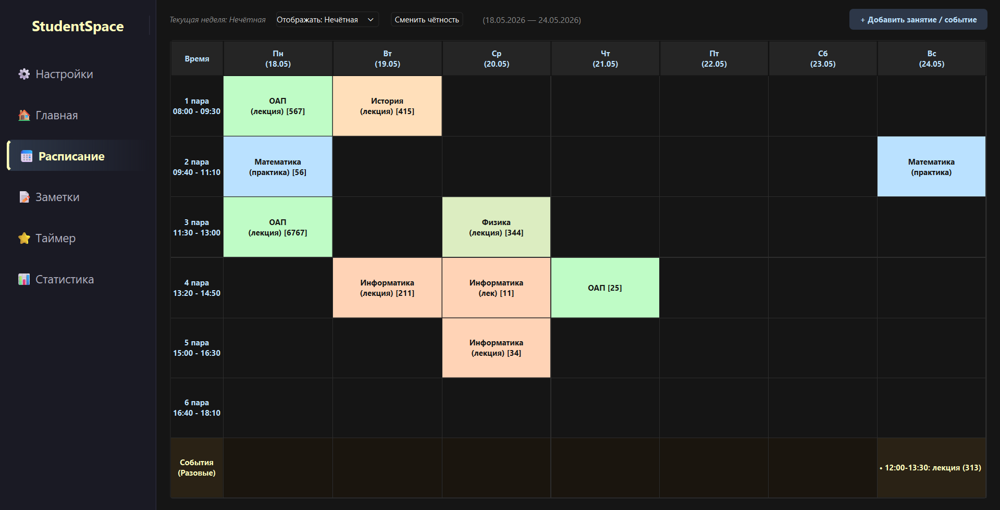 StudentSpace
Настройки
Главная
Расписание
Заметки
Таймер
Статистика
Текущая неделя: Нечётная
Отображать: Нечётная
Сменить чётность
(18.05.2026 — 24.05.2026)
+ Добавить занятие / событие
Время
Пн
(18.05)
Вт
(19.05)
Ср
(20.05)
Чт
(21.05)
Пт
(22.05)
Сб
(23.05)
Вс
(24.05)
1 пара
08:00 - 09:30
ОАП
(лекция) [567]
История
(лекция) [415]
2 пара
09:40 - 11:10
Математика
(практика) [56]
Математика
(практика)
3 пара
11:30 - 13:00
ОАП
(лекция) [6767]
Физика
(лекция) [344]
4 пара
13:20 - 14:50
Информатика
(лекция) [211]
Информатика
(лек) [11]
ОАП [25]
5 пара
15:00 - 16:30
Информатика
(лекция) [34]
6 пара
16:40 - 18:10
События
(Разовые)
• 12:00-13:30: лекция (313)